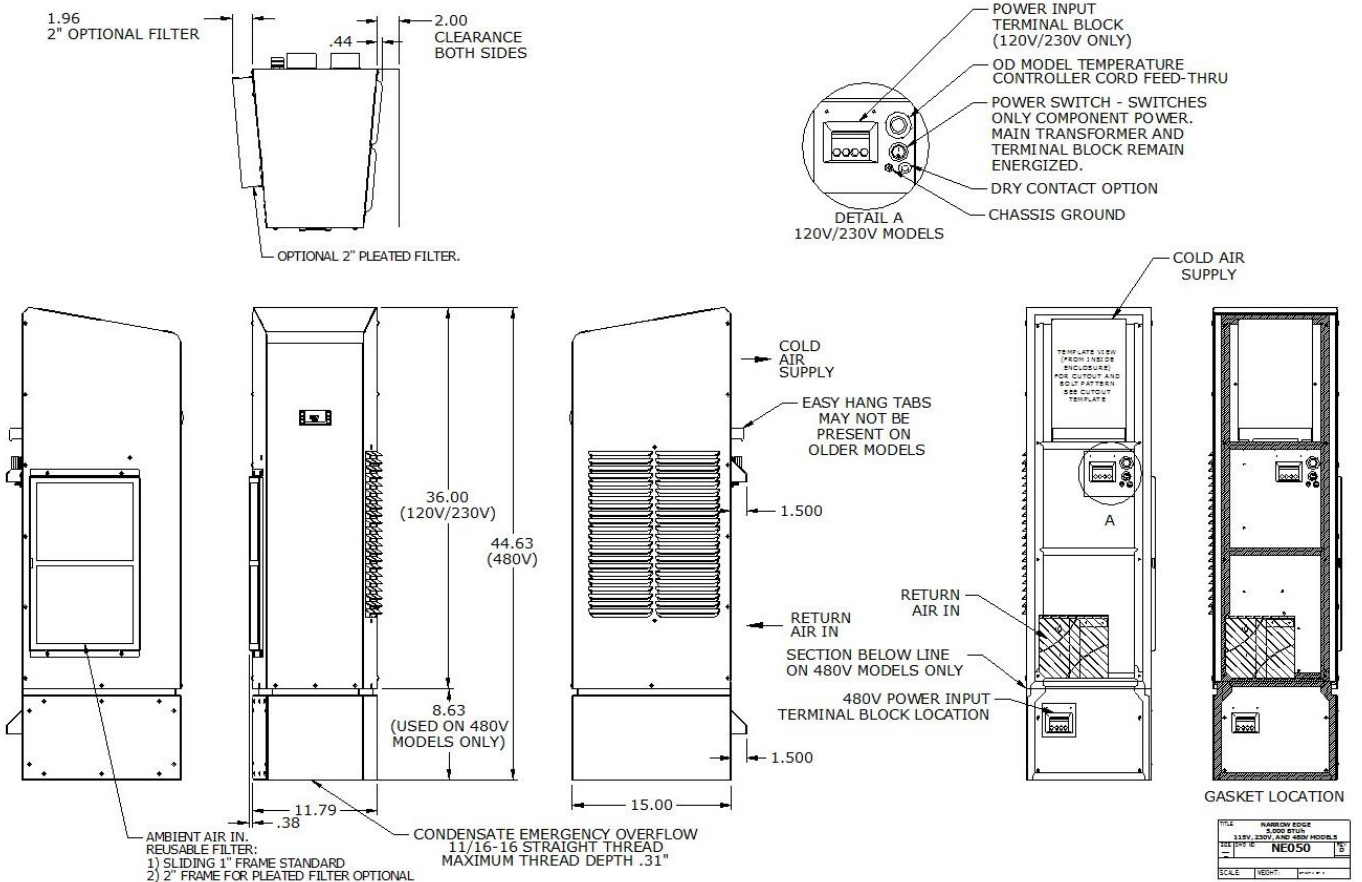 1.96
2" OPTIONAL FILTER
.44
2.00
CLEARANCE
BOTH SIDES
OPTIONAL 2" PLEATED FILTER.
POWER INPUT
TERMINAL BLOCK
(120V/230V ONLY)
OD MODEL TEMPERATURE
CONTROLLER CORD FEED-THRU
POWER SWITCH - SWITCHES
ONLY COMPONENT POWER.
MAIN TRANSFORMER AND
TERMINAL BLOCK REMAIN
ENERGIZED.
DRY CONTACT OPTION
CHASSIS GROUND
DETAIL A
120V/230V MODELS
36.00
(120V/230V)
44.63
(480V)
8.63
(USED ON 480V
MODELS ONLY)
11.79
.38
AMBIENT AIR IN.
REUSABLE FILTER:
1) SLIDING 1" FRAME STANDARD
2) 2" FRAME FOR PLEATED FILTER OPTIONAL
CONDENSATE EMERGENCY OVERFLOW
11/16-16 STRAIGHT THREAD
MAXIMUM THREAD DEPTH .31"
COLD
AIR
SUPPLY
EASY HANG TABS
MAY NOT BE
PRESENT ON
OLDER MODELS
1.500
RETURN
AIR IN
1.500
15.00
COLD AIR
SUPPLY
TEMPLATE VIEW
(FROM INSIDE
ENCLOSURE)
FOR CUTOUT AND
BOLT PATTERN
SEE CUTOUT
TEMPLATE
A
RETURN
AIR IN
SECTION BELOW LINE
ON 480V MODELS ONLY
480V POWER INPUT
TERMINAL BLOCK LOCATION
GASKET LOCATION
TITLE
NARROW EDGE
5,000 BTUh
115V, 230V, AND 480V MODELS
SIZE
DWG NO
NE050
REV
SCALE:
WEIGHT: